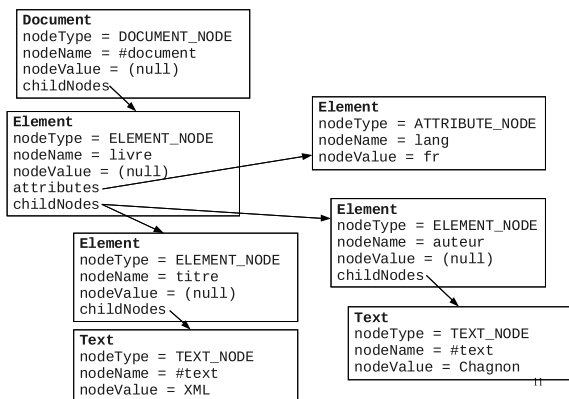 Document
nodeType = DOCUMENT_NODE
nodeName = #document
nodeValue = (null)
childNodes
Element
nodeType = ELEMENT_NODE
nodeName = livre
nodeValue = (null)
attributes
childNodes
Element
nodeType = ATTRIBUTE_NODE
nodeName = lang
nodeValue = fr
Element
nodeType = ELEMENT_NODE
nodeName = titre
nodeValue = (null)
childNodes
Element
nodeType = ELEMENT_NODE
nodeName = auteur
nodeValue = (null)
childNodes
Text
nodeType = TEXT_NODE
nodeName = #text
nodeValue = XML
Text
nodeType = TEXT_NODE
nodeName = #text
nodeValue = Chagnon
11